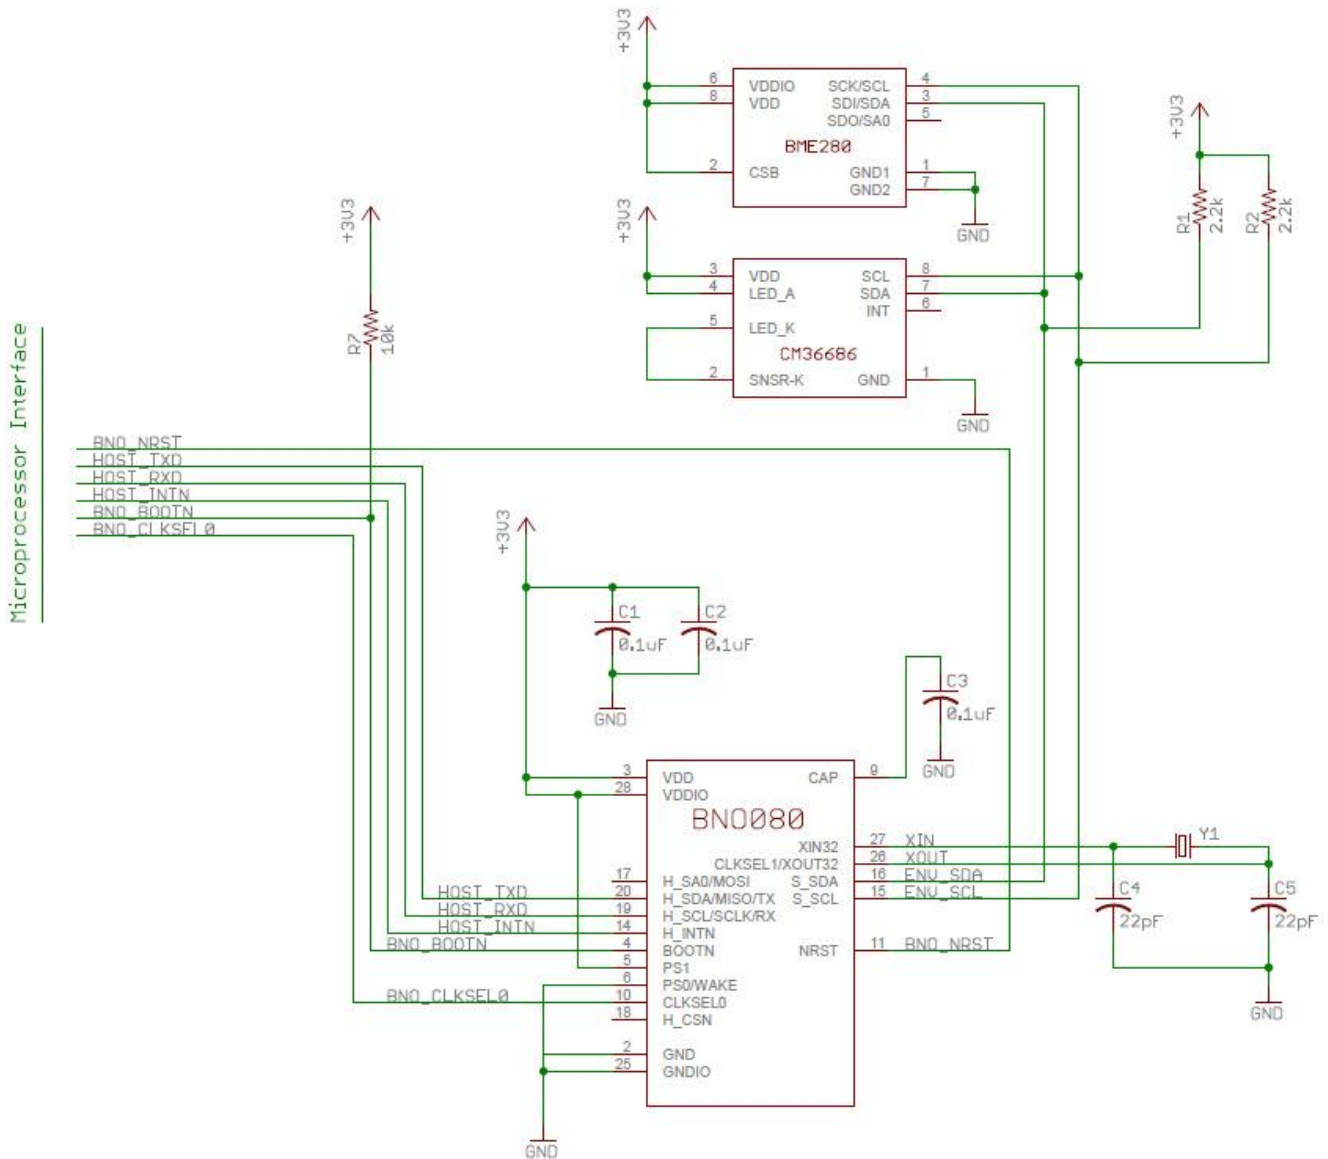 +3V3
6 VDDIO SCK/SCL 4
8 VDD SDI/SDA 3
SDO/SA0 5
BME280
2 CSB GND1 1
GND2 7
GND
+3V3
R1 2.2k
R2 2.2k
+3V3
3 VDD SCL 8
4 LED_A SDA 7
INT 6
5 LED_K
CM36686
2 SNSR-K GND 1
GND
+3V3
R7 10k
Microprocessor Interface
BNO_NRST
HOST_TXD
HOST_RXD
HOST_INTN
BNO_BOOTN
BNO_CLKSEL0
+3V3
C1 0.1uF
C2 0.1uF
GND
C3
0.1uF
GND
3 VDD CAP 9
28 VDDIO
BNO080
XIN32 27 XIN
CLKSEL1/XOUT32 26 XOUT
17 H_SA0/MOSI S_SDA 16 ENV_SDA
HOST_TXD 20 H_SDA/MISO/TX S_SCL 15 ENV_SCL
HOST_RXD 19 H_SCL/SCLK/RX
HOST_INTN 14 H_INTN
BNO_BOOTN 4 BOOTN NRST 11 BNO_NRST
5 PS1
6 PS0/WAKE
BNO_CLKSEL0 10 CLKSEL0
18 H_CSN
2 GND
25 GNDIO
GND
Y1
C4
22pF
C5
22pF
GND